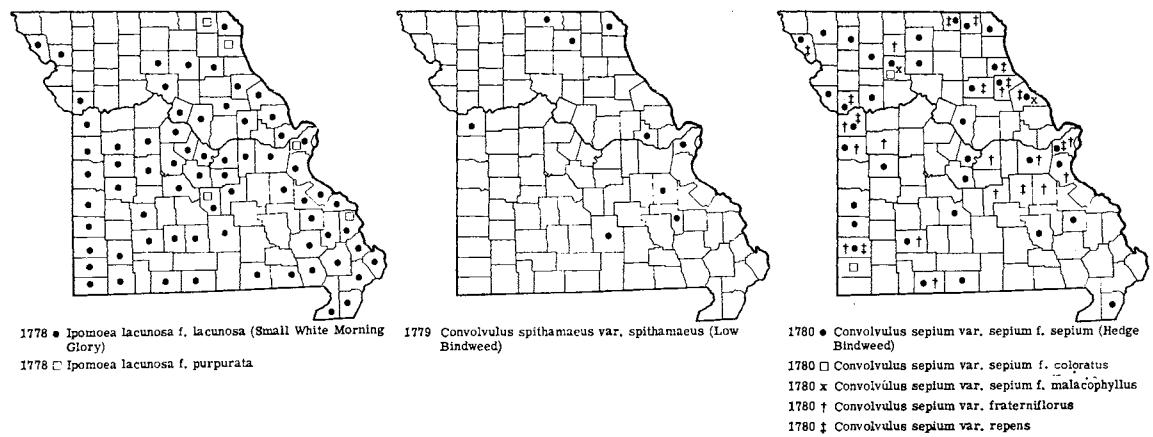 1778 ● Ipomoea lacunosa f. lacunosa (Small White Morning
Glory)
1778 □ Ipomoea lacunosa f. purpurata
1779 Convolvulus spithamaeus var. spithamaeus (Low
Bindweed)
1780 ● Convolvulus sepium var. sepium f. sepium (Hedge
Bindweed)
1780 □ Convolvulus sepium var. sepium f. coloratus
1780 x Convolvulus sepium var. sepium f. malacophyllus
1780 † Convolvulus sepium var. fraterniflorus
1780 ‡ Convolvulus sepium var. repens